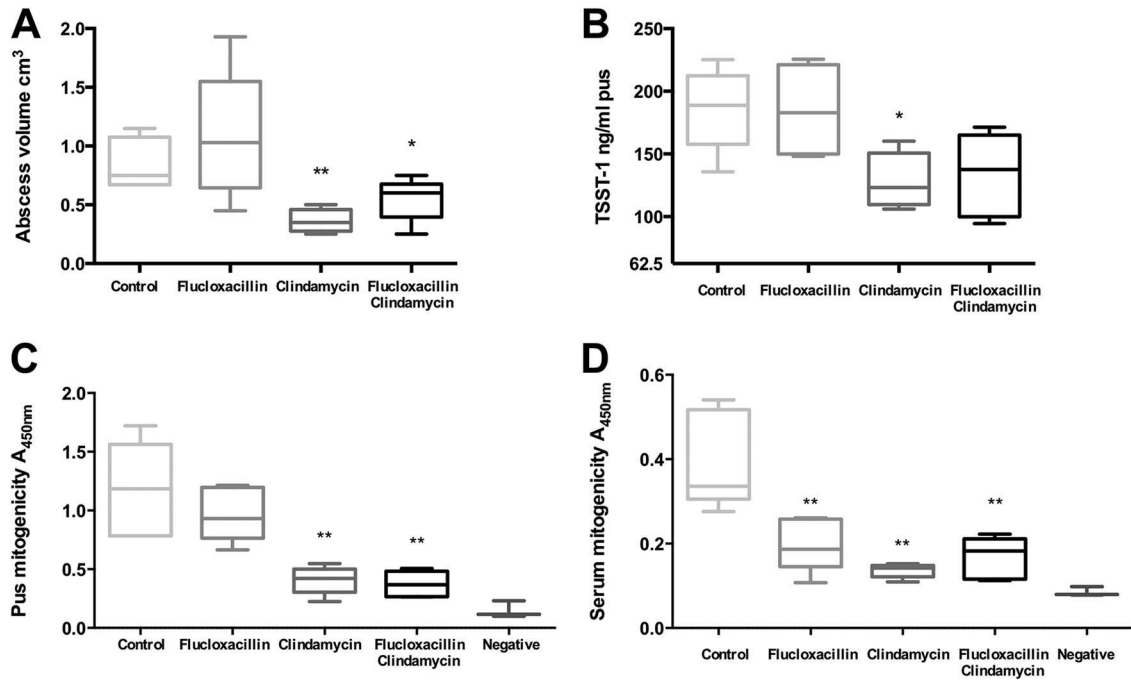 A
Abscess volume cm³
2.0
1.5
1.0
0.5
0.0
**
*
Control
Flucloxacillin
Clindamycin
Flucloxacillin
Clindamycin
B
TSST-1 ng/ml pus
250
200
150
100
62.5
*
Control
Flucloxacillin
Clindamycin
Flucloxacillin
Clindamycin
C
Pus mitogenicity A450nm
2.0
1.5
1.0
0.5
0.0
**
**
Control
Flucloxacillin
Clindamycin
Flucloxacillin
Clindamycin
Negative
D
Serum mitogenicity A450nm
0.6
0.4
0.2
0.0
**
**
**
Control
Flucloxacillin
Clindamycin
Flucloxacillin
Clindamycin
Negative